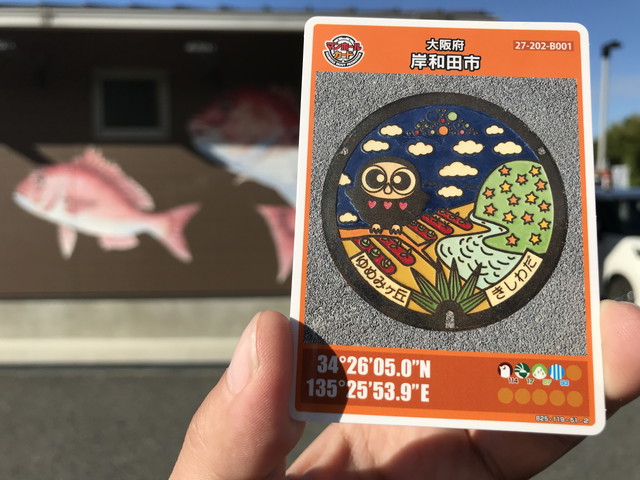 マンホール
カード
大阪府
岸和田市
27-202-B001
ゆめみヶ丘
きしわだ
34°26'05.0"N
135°25'53.9"E